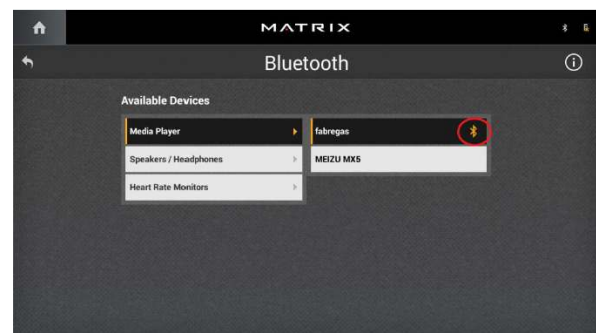 MATRIX
Bluetooth
Available Devices
Media Player
fabregas
Speakers / Headphones
MEIZU MX5
Heart Rate Monitors